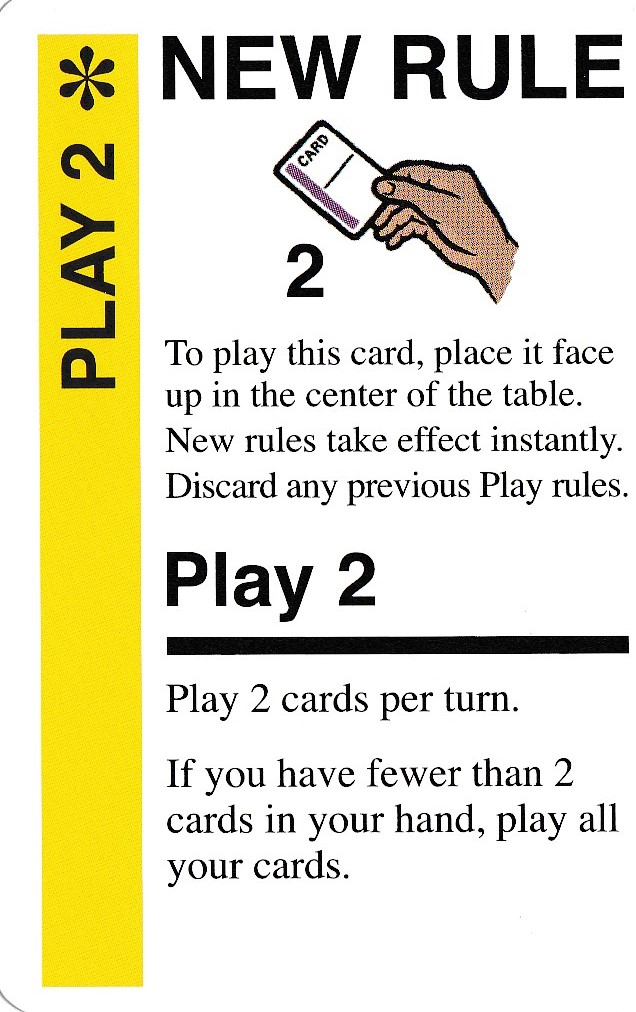 PLAY 2 *
NEW RULE
CARD
2
To play this card, place it face
up in the center of the table.
New rules take effect instantly.
Discard any previous Play rules.
Play 2
Play 2 cards per turn.
If you have fewer than 2
cards in your hand, play all
your cards.